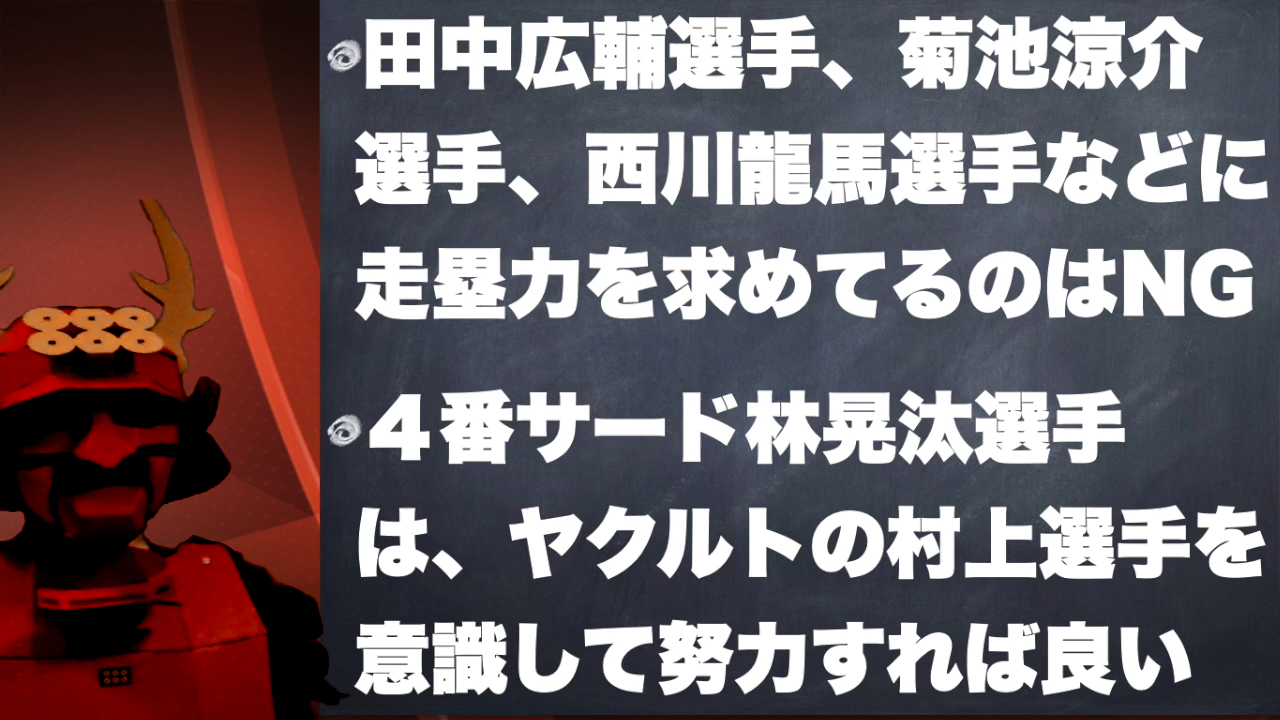 田中広輔選手、菊池涼介
選手、西川龍馬選手などに
走塁力を求めてるのはNG
４番サード林晃汰選手
は、ヤクルトの村上選手を
意識して努力すれば良い